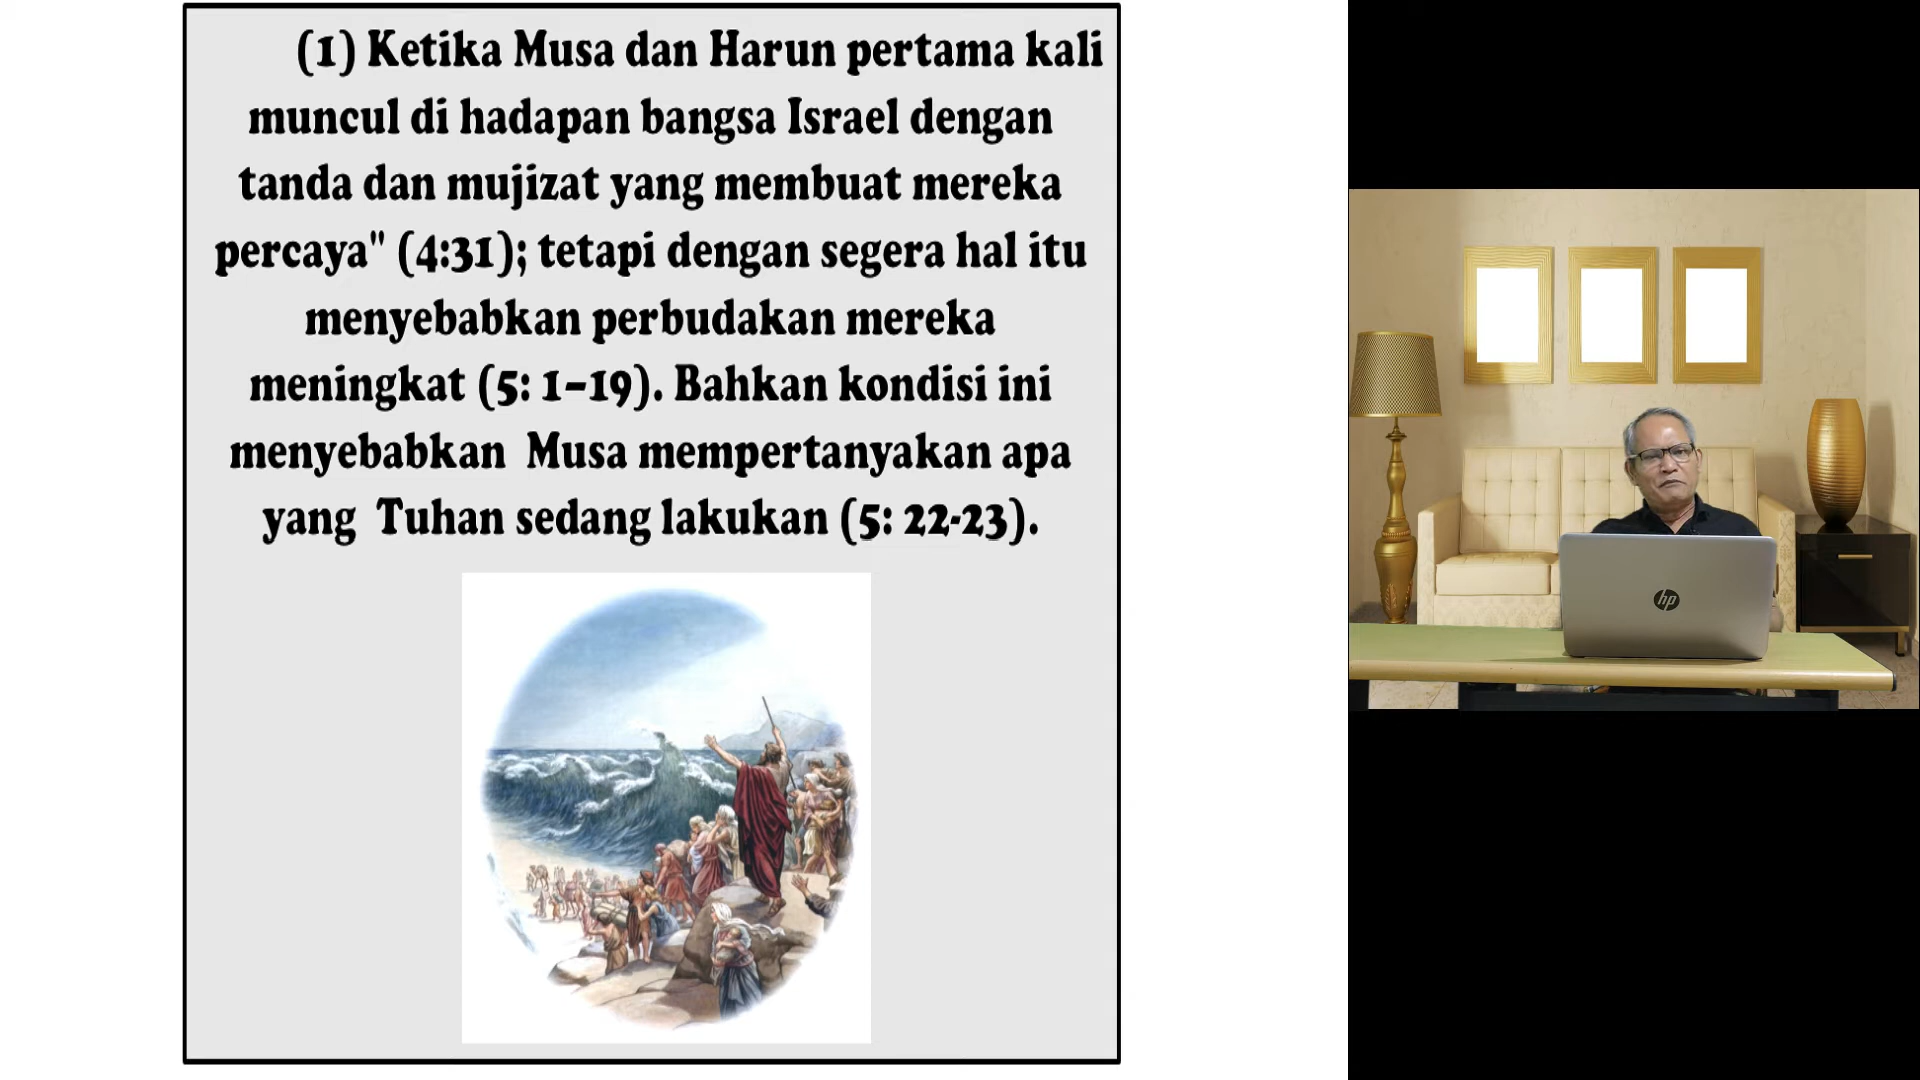 (1) Ketika Musa dan Harun pertama kali
muncul di hadapan bangsa Israel dengan
tanda dan mujizat yang membuat mereka
percaya" (4:31); tetapi dengan segera hal itu
menyebabkan perbudakan mereka
meningkat (5: 1–19). Bahkan kondisi ini
menyebabkan  Musa mempertanyakan apa
yang  Tuhan sedang lakukan (5: 22-23).
hp